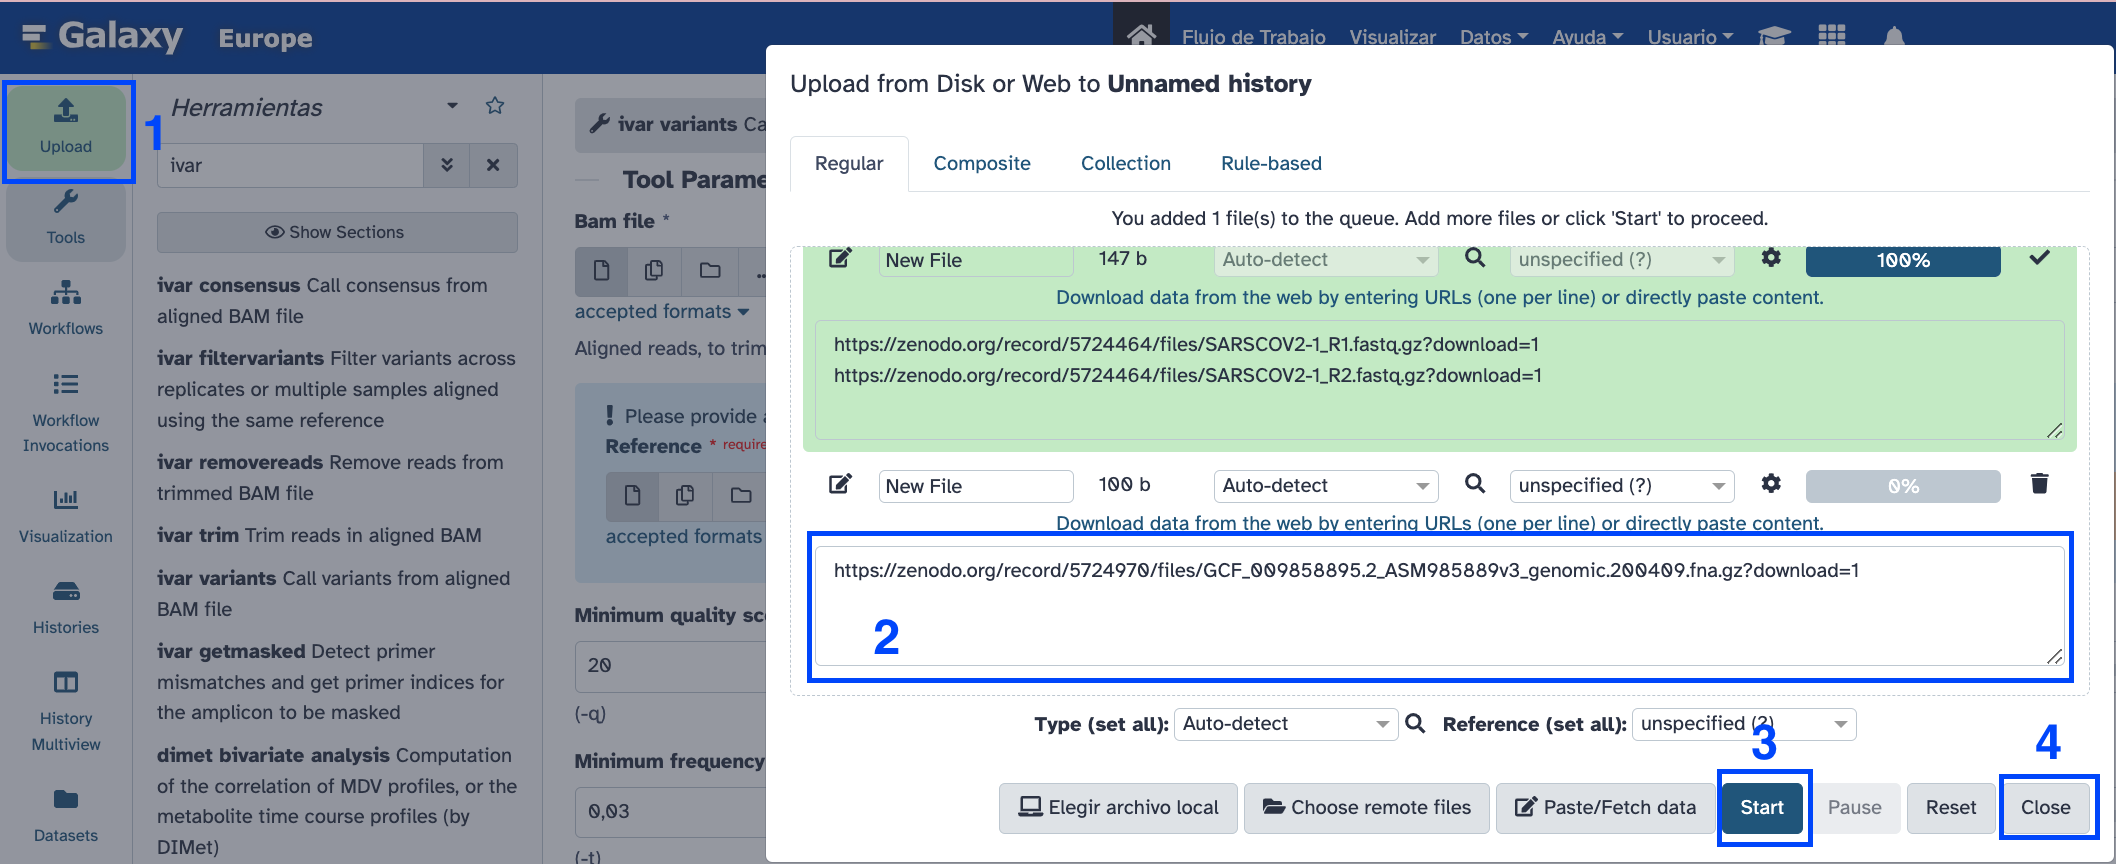 Galaxy Europe
Flujo de Trabajo Visualizar Datos Ayuda Usuario
Upload
1
Tools
Workflows
Workflow
Invocations
Visualization
Histories
History
Multiview
Datasets
Herramientas
ivar
Show Sections
ivar consensus Call consensus from
aligned BAM file
ivar filtervariants Filter variants across
replicates or multiple samples aligned
using the same reference
ivar removereads Remove reads from
trimmed BAM file
ivar trim Trim reads in aligned BAM
ivar variants Call variants from aligned
BAM file
ivar getmasked Detect primer
mismatches and get primer indices for
the amplicon to be masked
dimet bivariate analysis Computation
of the correlation of MDV profiles, or the
metabolite time course profiles (by
DIMet)
ivar variants Ca
Tool Parame
Bam file *
accepted formats
Aligned reads, to trim
! Please provide a
Reference * require
accepted formats
Minimum quality sc
20
(-q)
Minimum frequency
0,03
(-t)
Upload from Disk or Web to Unnamed history
Regular Composite Collection Rule-based
You added 1 file(s) to the queue. Add more files or click 'Start' to proceed.
New File 147 b Auto-detect unspecified (?) 100%
Download data from the web by entering URLs (one per line) or directly paste content.
https://zenodo.org/record/5724464/files/SARSCOV2-1_R1.fastq.gz?download=1
https://zenodo.org/record/5724464/files/SARSCOV2-1_R2.fastq.gz?download=1
New File 100 b Auto-detect unspecified (?) 0%
Download data from the web by entering URLs (one per line) or directly paste content.
https://zenodo.org/record/5724970/files/GCF_009858895.2_ASM985889v3_genomic.200409.fna.gz?download=1
2
Type (set all): Auto-detect Reference (set all): unspecified (?)
3
4
Elegir archivo local Choose remote files Paste/Fetch data Start Pause Reset Close